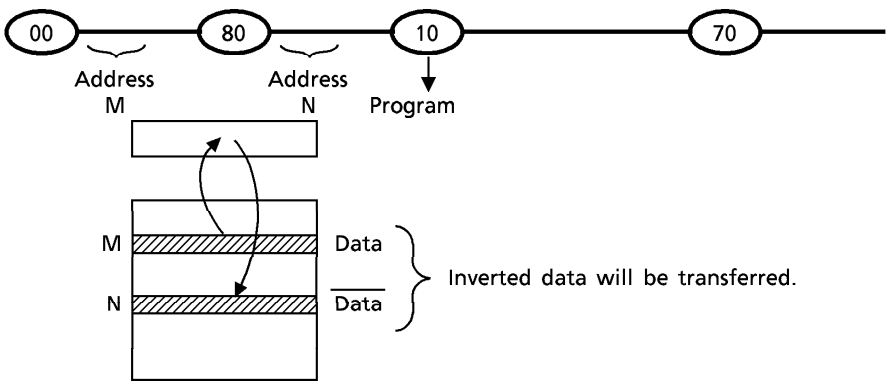 00 80 10 70
Address Address
M N Program
M Data
Inverted data will be transferred.
N Data